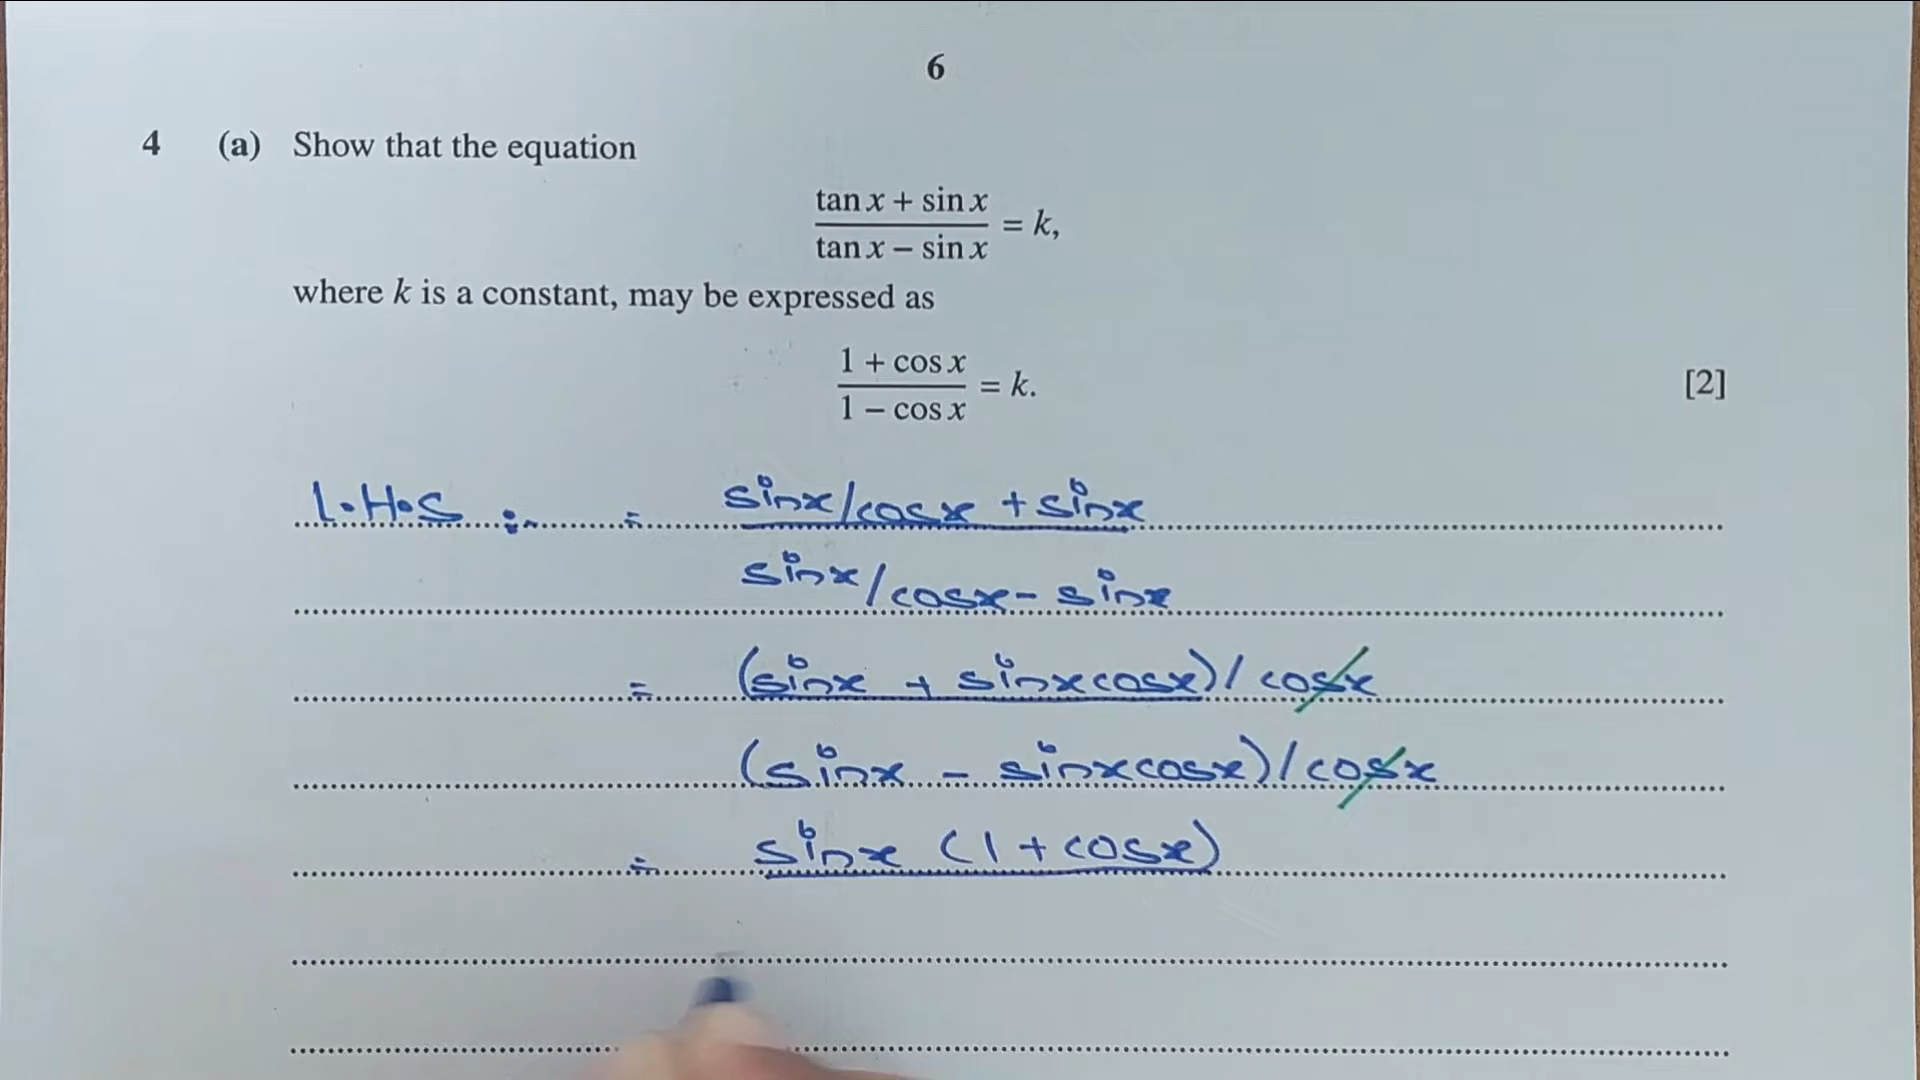 6
4 (a) Show that the equation
tan x + sin x
tan x − sin x
= k,
where k is a constant, may be expressed as
1 + cos x
1 − cos x
= k.
[2]
L.H.S :- = sinx/cosx + sinx
sinx/cosx - sinx
= (sinx + sinxcosx)/cosx
(sinx - sinxcosx)/cosx
= sinx (1+cosx)